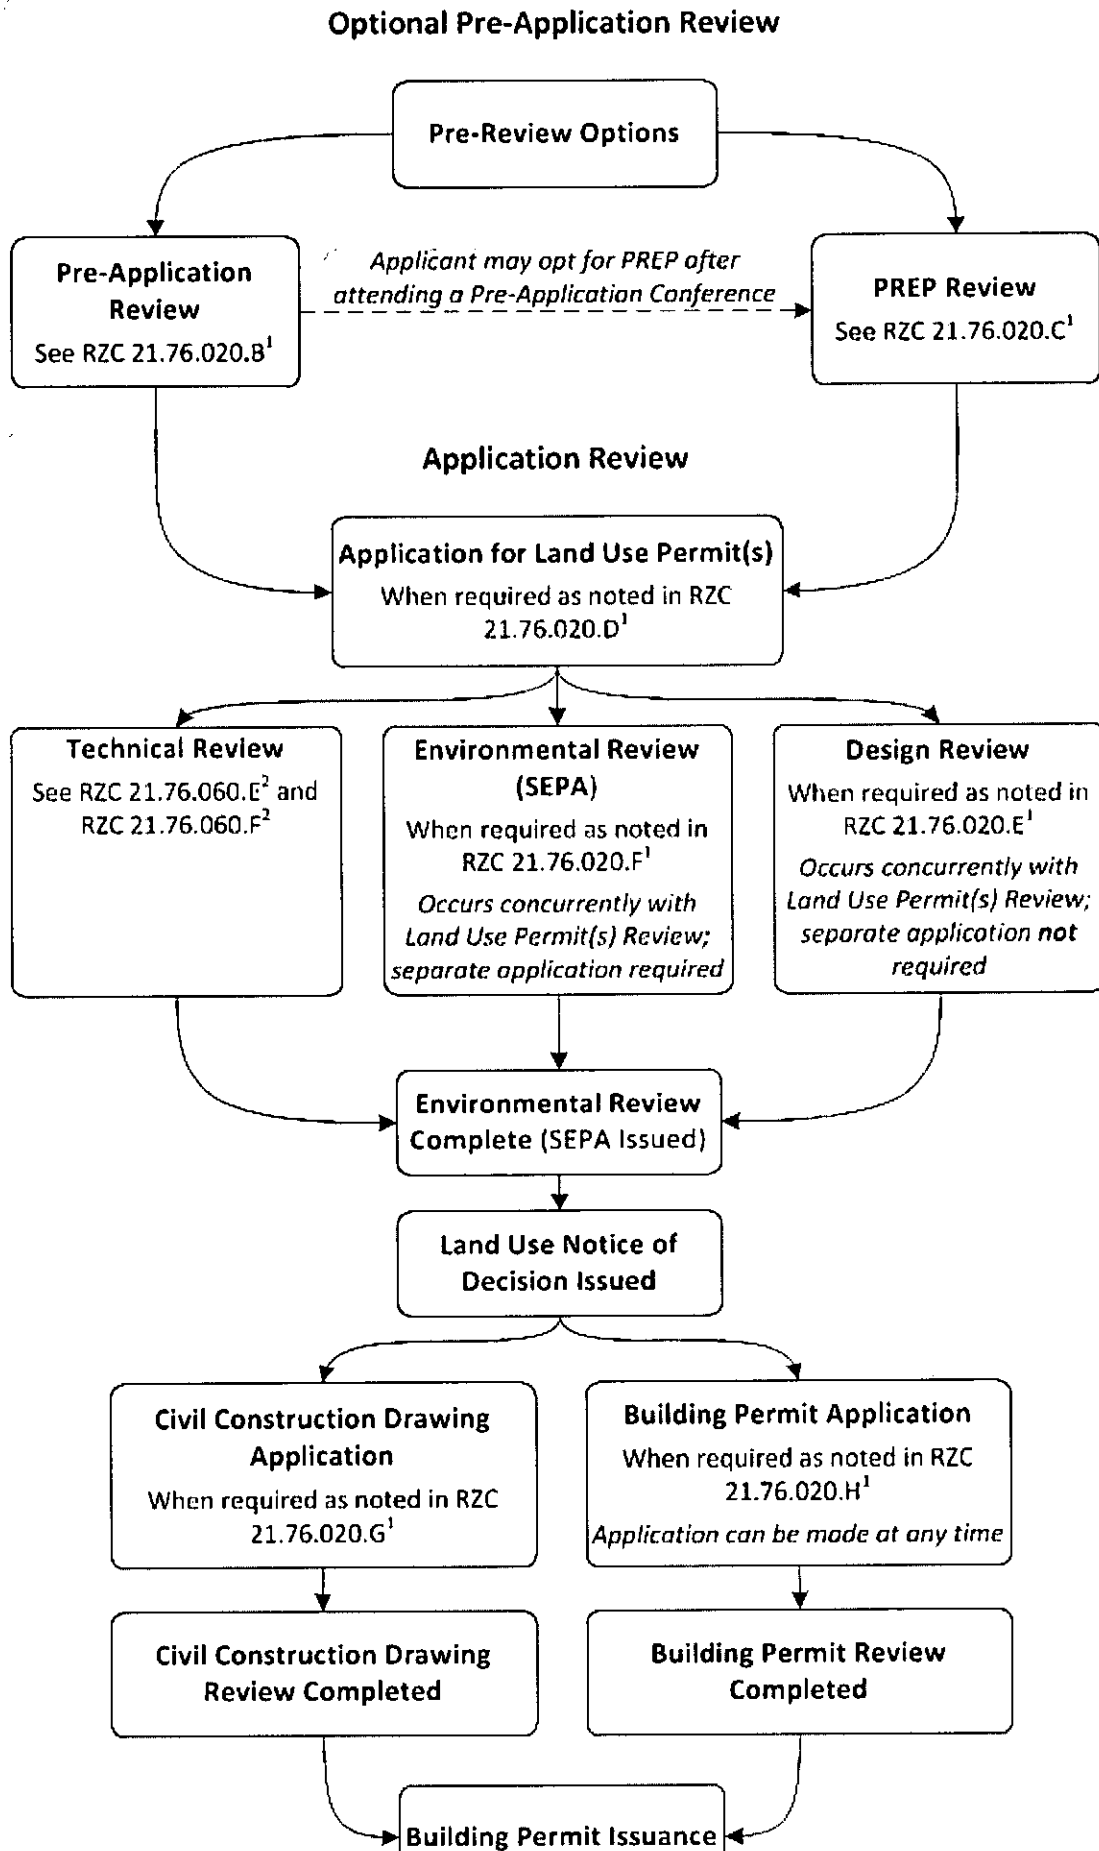 Optional Pre-Application Review
Pre-Review Options
Pre-Application
Review
See RZC 21.76.020.B¹
Applicant may opt for PREP after
attending a Pre-Application Conference
PREP Review
See RZC 21.76.020.C¹
Application Review
Application for Land Use Permit(s)
When required as noted in RZC
21.76.020.D¹
Technical Review
See RZC 21.76.060.E² and
RZC 21.76.060.F²
Environmental Review
(SEPA)
When required as noted in
RZC 21.76.020.F¹
Occurs concurrently with
Land Use Permit(s) Review;
separate application required
Design Review
When required as noted in
RZC 21.76.020.E¹
Occurs concurrently with
Land Use Permit(s) Review;
separate application not
required
Environmental Review
Complete (SEPA Issued)
Land Use Notice of
Decision Issued
Civil Construction Drawing
Application
When required as noted in RZC
21.76.020.G¹
Building Permit Application
When required as noted in RZC
21.76.020.H¹
Application can be made at any time
Civil Construction Drawing
Review Completed
Building Permit Review
Completed
Building Permit Issuance